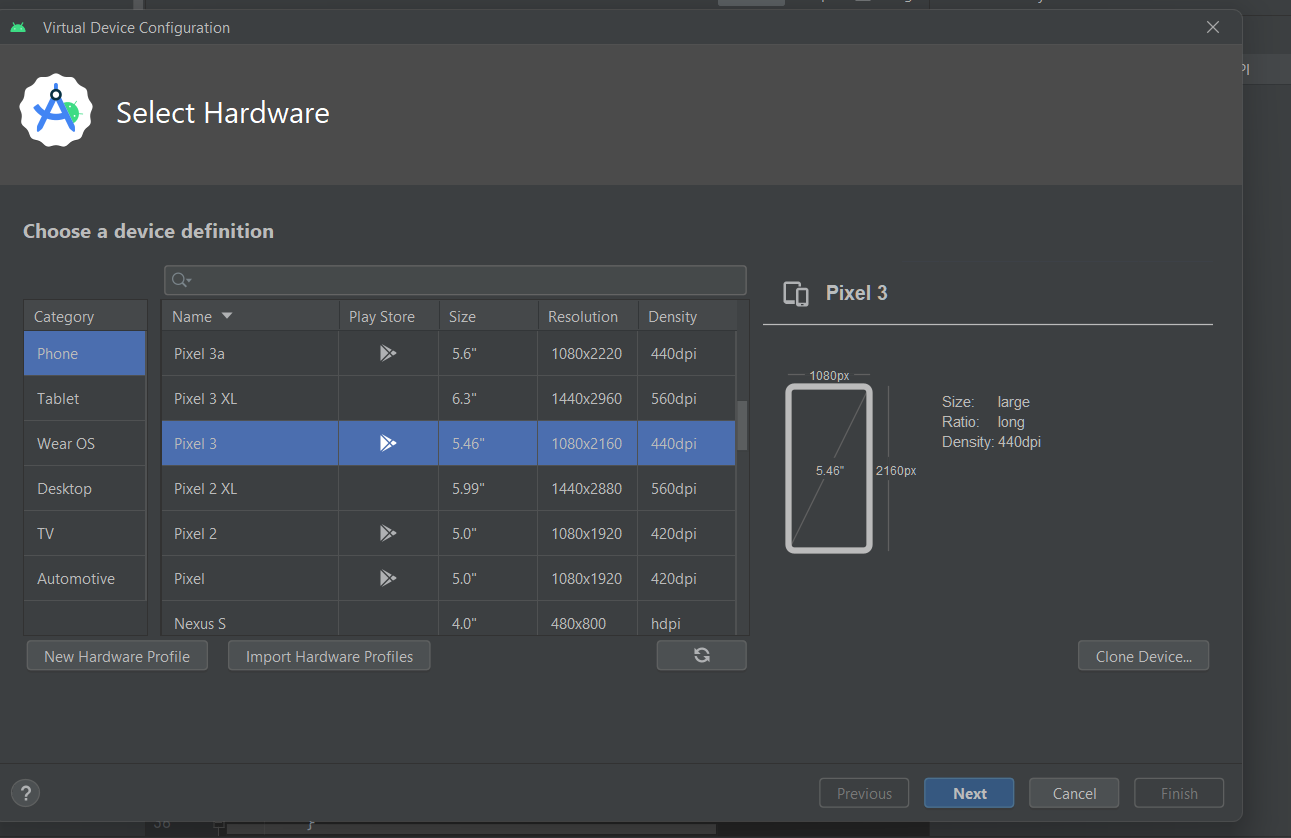 Virtual Device Configuration
PI
Select Hardware
Choose a device definition
Pixel 3
Category
Name Play Store Size Resolution Density
Phone
Tablet
Wear OS
Desktop
TV
Automotive
Pixel 3a 5.6" 1080x2220 440dpi
Pixel 3 XL 6.3" 1440x2960 560dpi
Pixel 3 5.46" 1080x2160 440dpi
Pixel 2 XL 5.99" 1440x2880 560dpi
Pixel 2 5.0" 1080x1920 420dpi
Pixel 5.0" 1080x1920 420dpi
Nexus S 4.0" 480x800 hdpi
1080px
5.46"
2160px
Size: large
Ratio: long
Density: 440dpi
New Hardware Profile
Import Hardware Profiles
Clone Device...
?
Previous
Next
Cancel
Finish
}